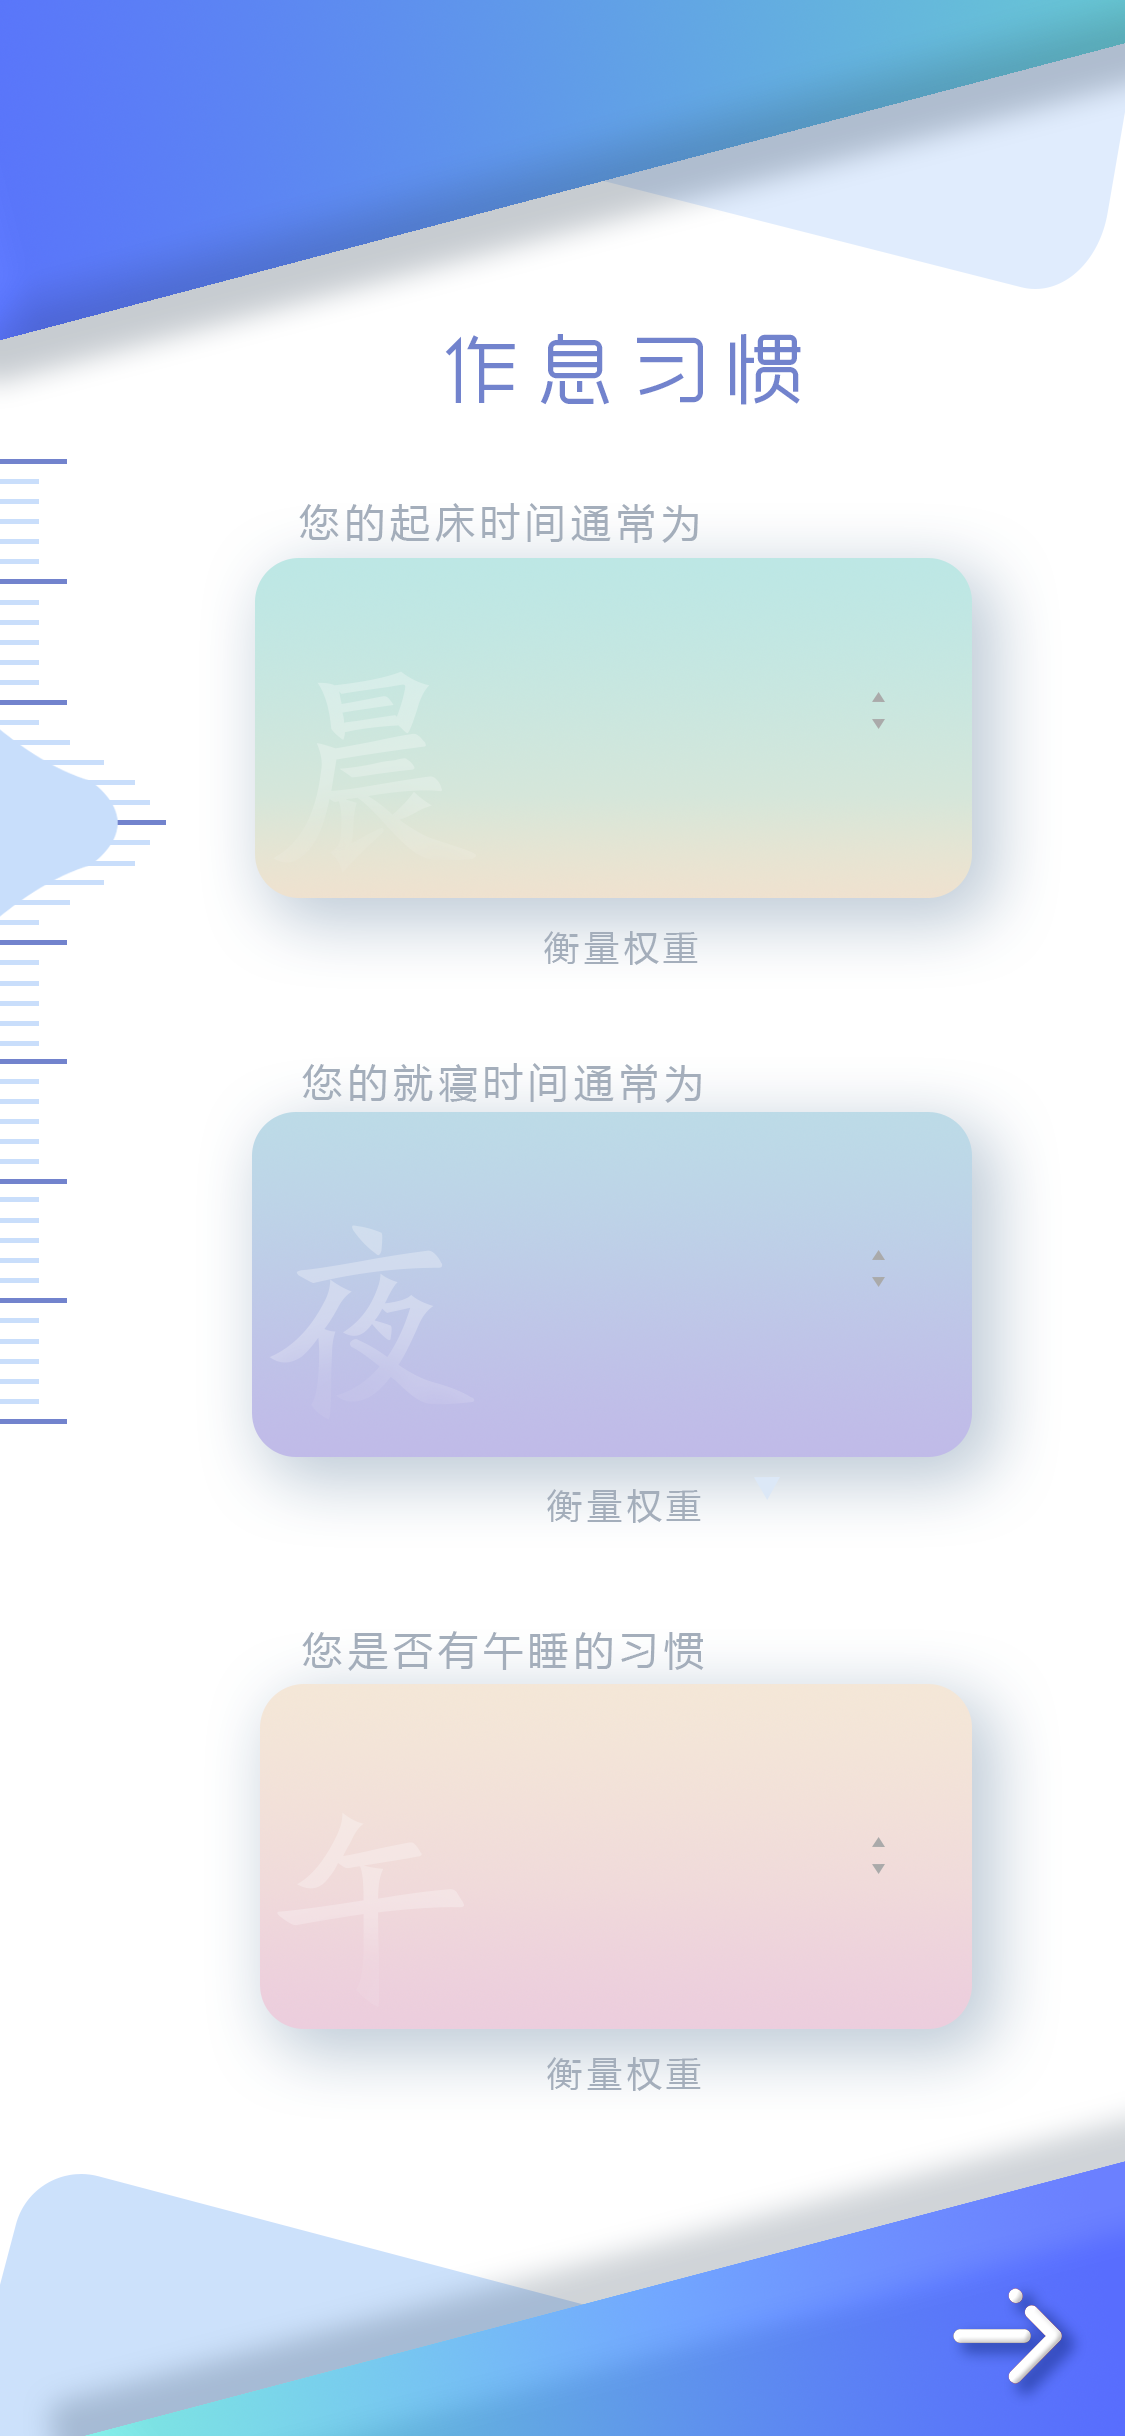 作息习惯
您的起床时间通常为
晨
衡量权重
您的就寝时间通常为
夜
衡量权重
您是否有午睡的习惯
午
衡量权重